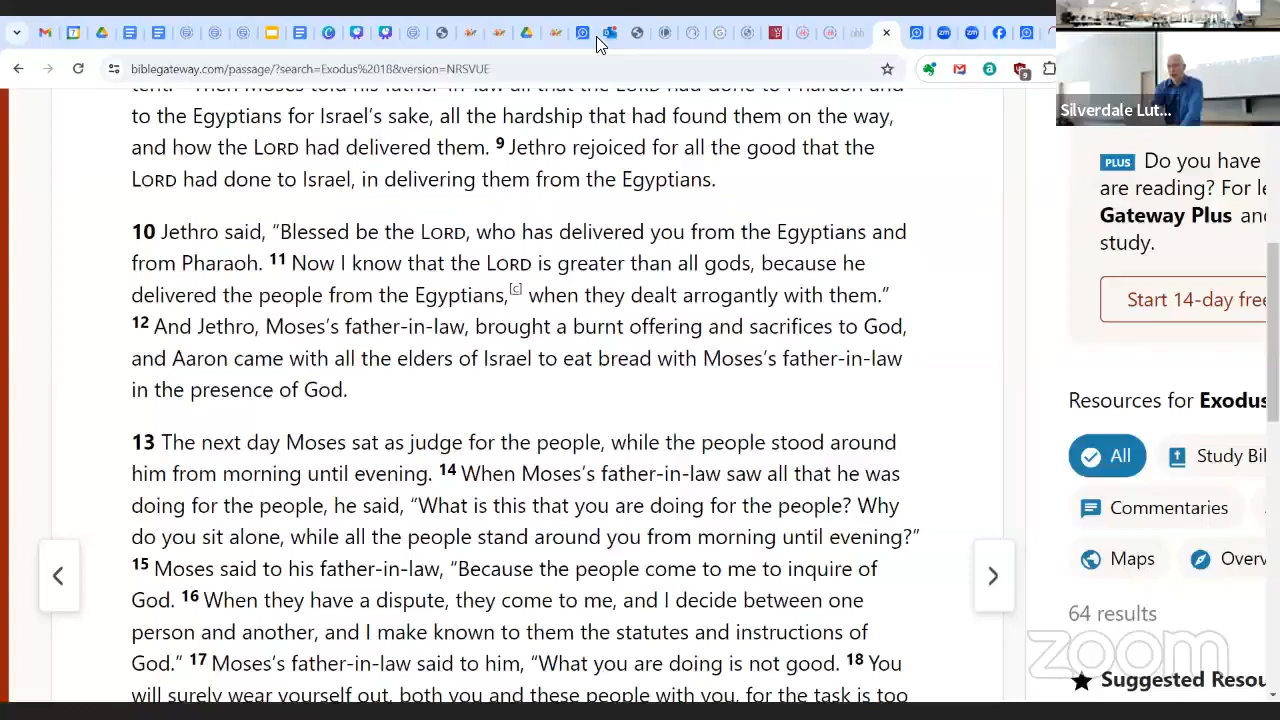 biblegateway.com/passage/?search=Exodus%2018&version=NRSVUE
9
Silverdale Lut...
to the Egyptians for Israel's sake, all the hardship that had found them on the way,
and how the LORD had delivered them. 9 Jethro rejoiced for all the good that the
LORD had done to Israel, in delivering them from the Egyptians.
10 Jethro said, “Blessed be the LORD, who has delivered you from the Egyptians and
from Pharaoh. 11 Now I know that the LORD is greater than all gods, because he
delivered the people from the Egyptians,[c] when they dealt arrogantly with them.”
12 And Jethro, Moses’s father-in-law, brought a burnt offering and sacrifices to God,
and Aaron came with all the elders of Israel to eat bread with Moses’s father-in-law
in the presence of God.
13 The next day Moses sat as judge for the people, while the people stood around
him from morning until evening. 14 When Moses’s father-in-law saw all that he was
doing for the people, he said, “What is this that you are doing for the people? Why
do you sit alone, while all the people stand around you from morning until evening?”
15 Moses said to his father-in-law, “Because the people come to me to inquire of
God. 16 When they have a dispute, they come to me, and I decide between one
person and another, and I make known to them the statutes and instructions of
God.” 17 Moses’s father-in-law said to him, “What you are doing is not good. 18 You
will surely wear yourself out, both you and these people with you, for the task is too
PLUS Do you have
are reading? For le
Gateway Plus and
study.
Start 14-day free
Resources for Exodus
All
Study Bil
Commentaries
Maps
Overv
64 results
zoom
Suggested Resou